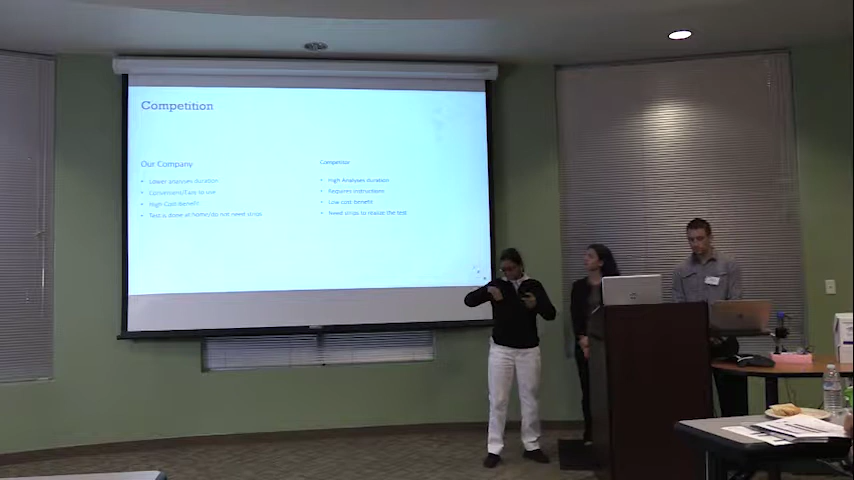 Competition
Our Company
• Lower analyses duration
• Convenient/Easy to use
• High Cost-Benefit
• Test is done at home/do not need strips
Competitor
• High Analyses duration
• Requires instructions
• Low cost-benefit
• Need strips to realize the test